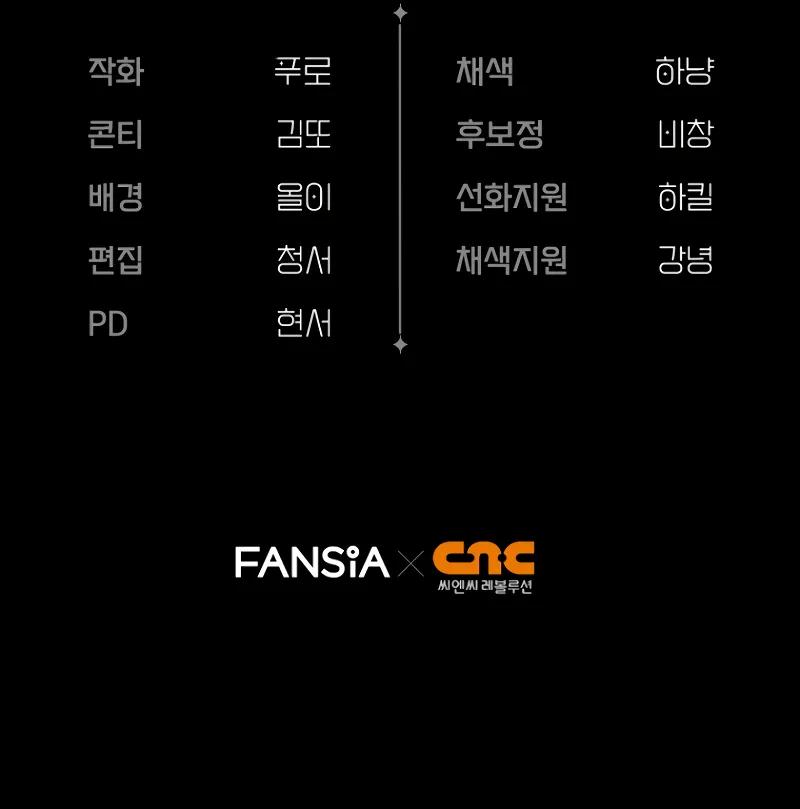 작화 푸로
콘티 김또
배경 올이
편집 청서
PD 현서
채색 하냥
후보정 비창
선화지원 하킬
채색지원 강녕
FANSiA
CRC
씨엔씨 레볼루션